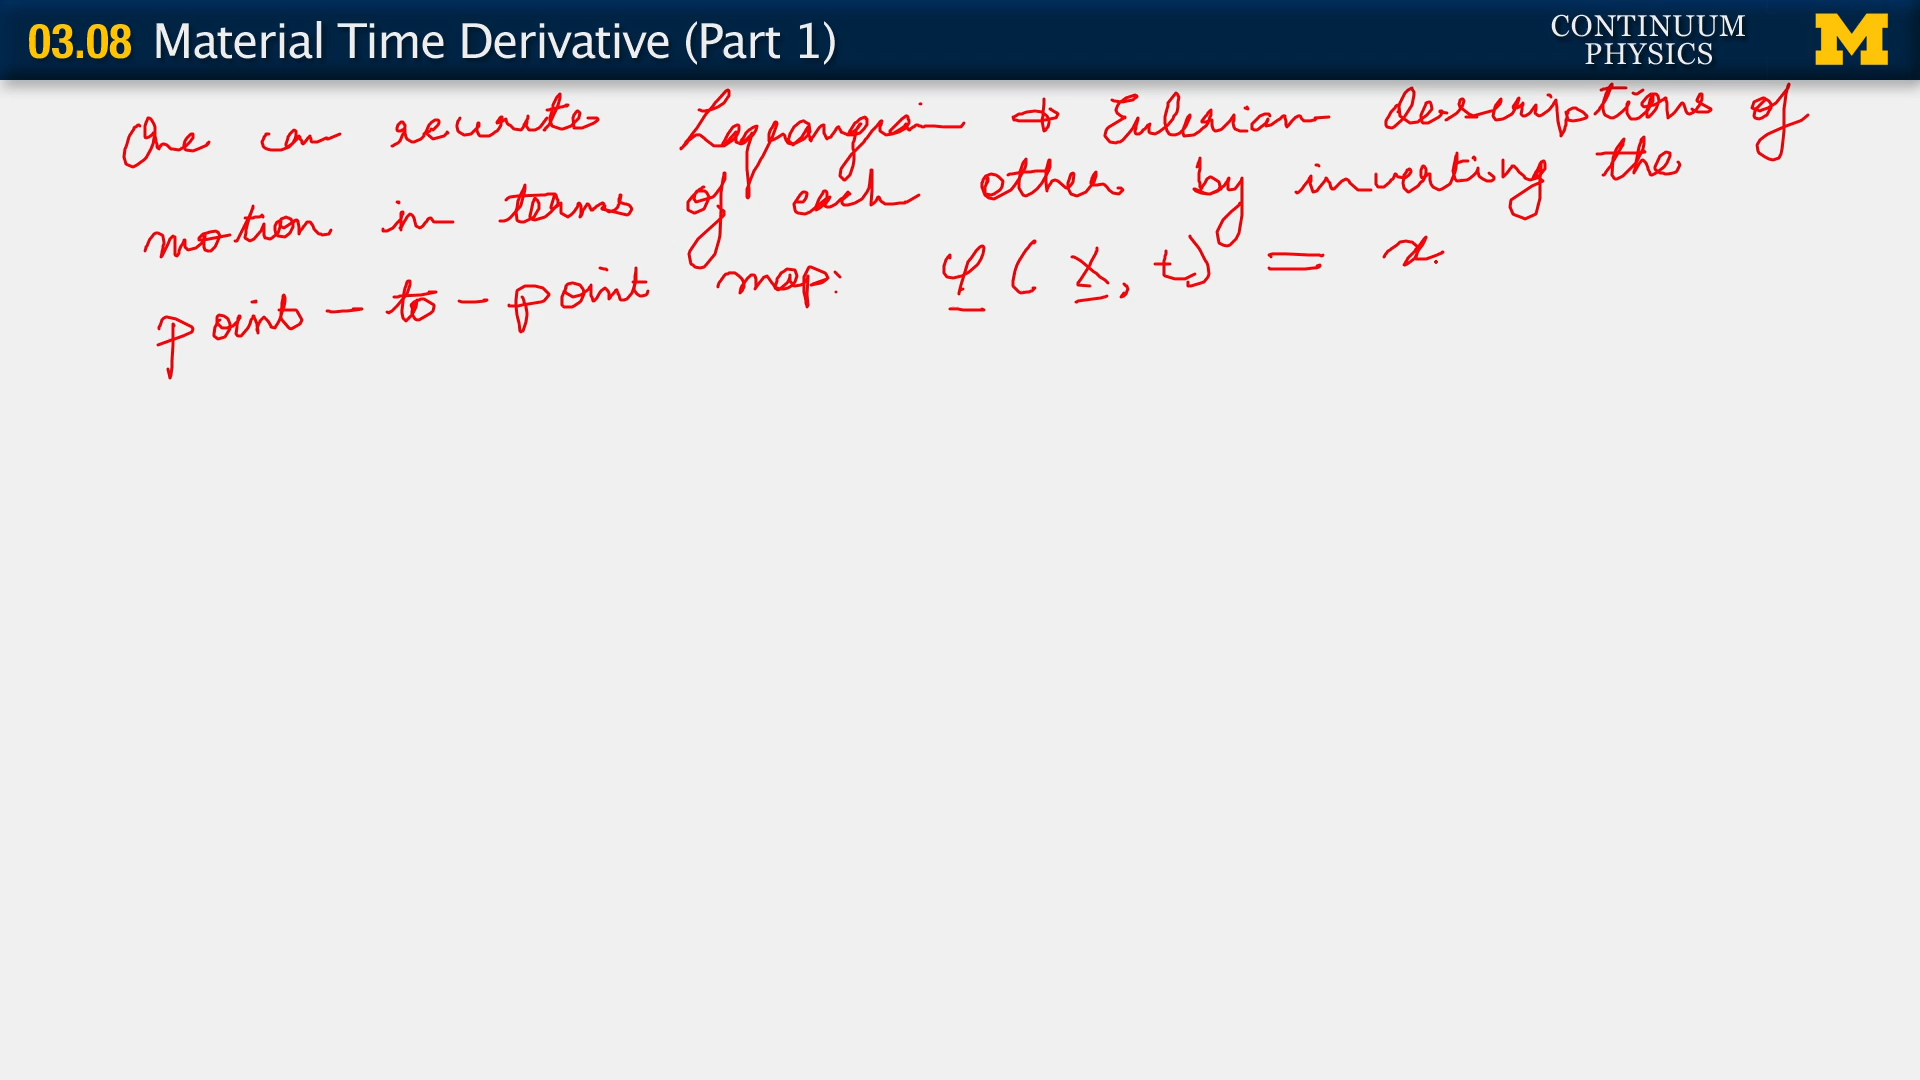 03.08 Material Time Derivative (Part 1)
CONTINUUM
PHYSICS
M
One can rewrite Lagrangian & Eulerian descriptions of
motion in terms of each other by inverting the
point-to-point map: φ(X, t) = x